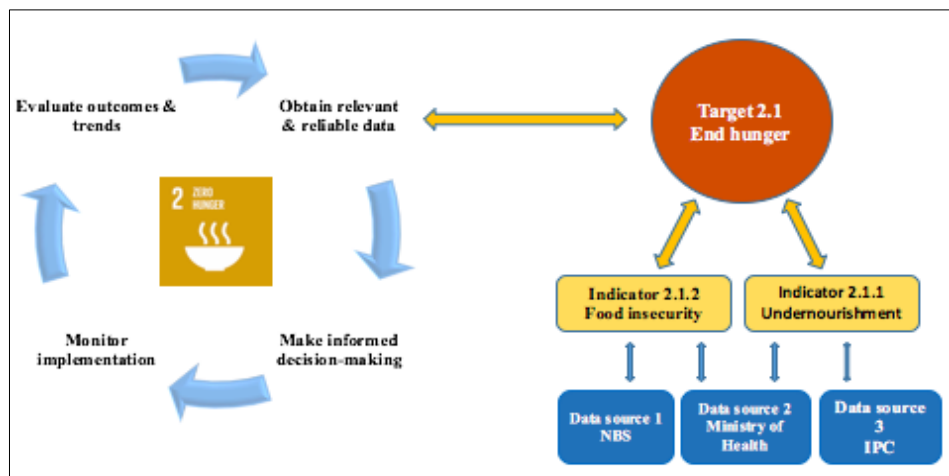 Evaluate outcomes &
trends
Obtain relevant
& reliable data
Target 2.1
End hunger
2 ZERO
HUNGER
Indicator 2.1.2
Food insecurity
Indicator 2.1.1
Undernourishment
Monitor
implementation
Make informed
decision-making
Data source 1
NBS
Data source 2
Ministry of
Health
Data source
3
IPC